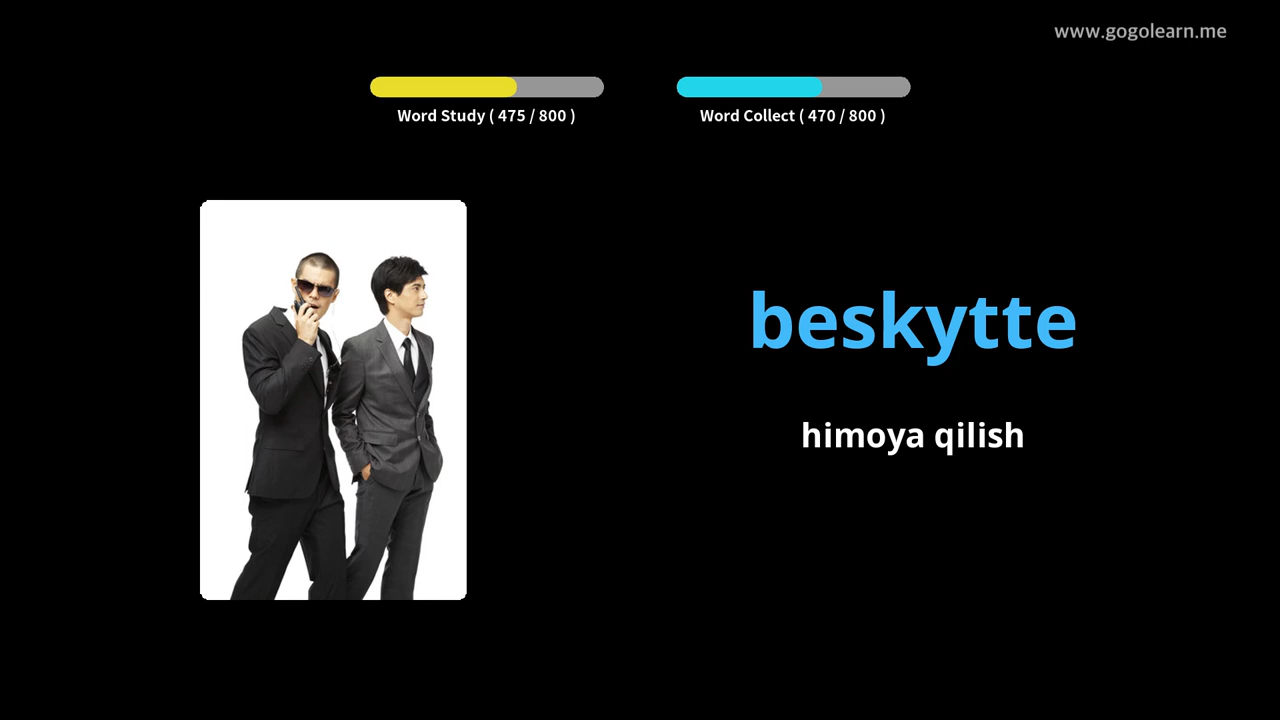 www.gogolearn.me
Word Study ( 475 / 800 )
Word Collect ( 470 / 800 )
beskytte
himoya qilish